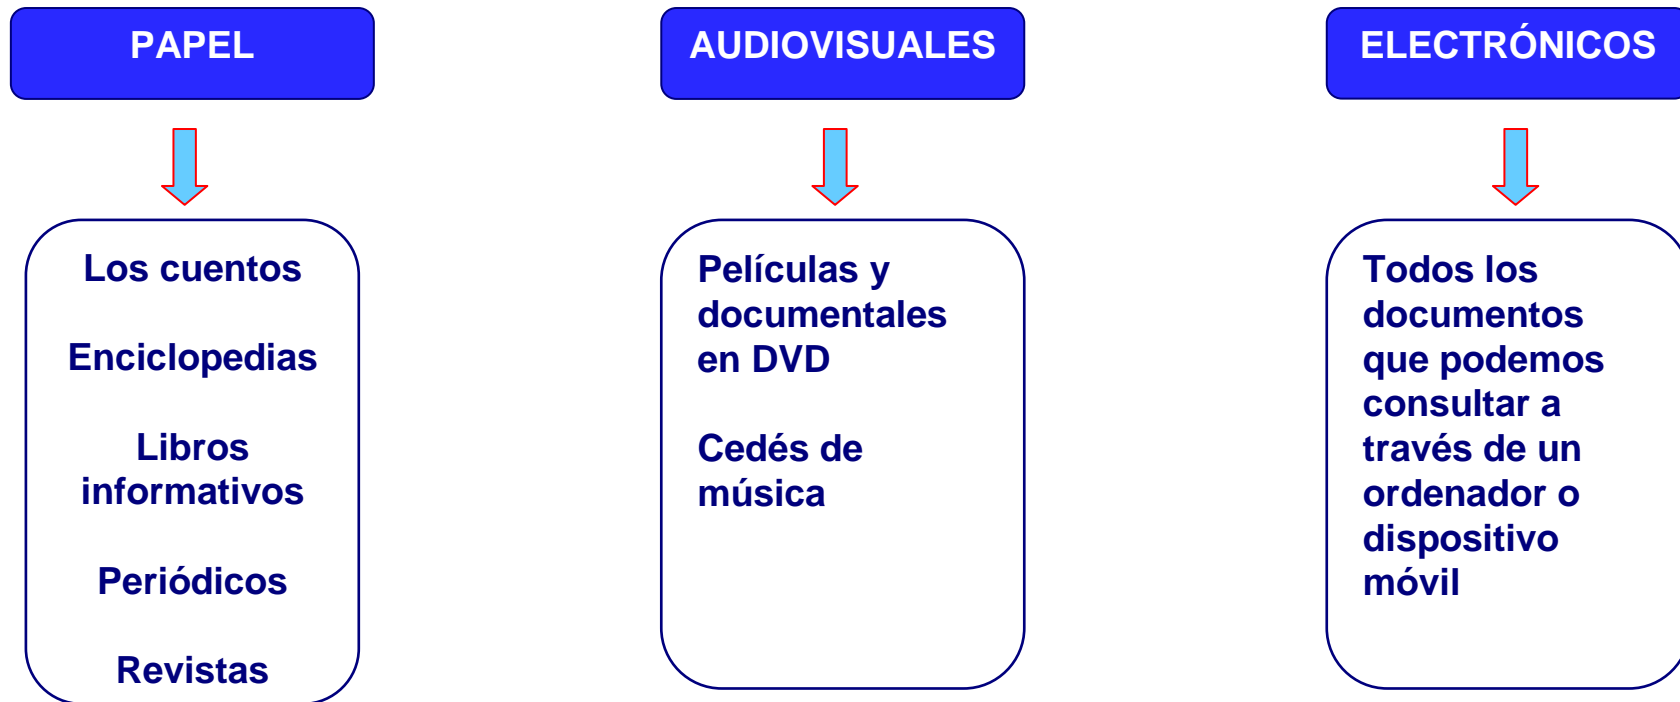 PAPEL
Los cuentos
Enciclopedias
Libros
informativos
Periódicos
Revistas
AUDIOVISUALES
Películas y
documentales
en DVD
Cedés de
música
ELECTRÓNICOS
Todos los
documentos
que podemos
consultar a
través de un
ordenador o
dispositivo
móvil